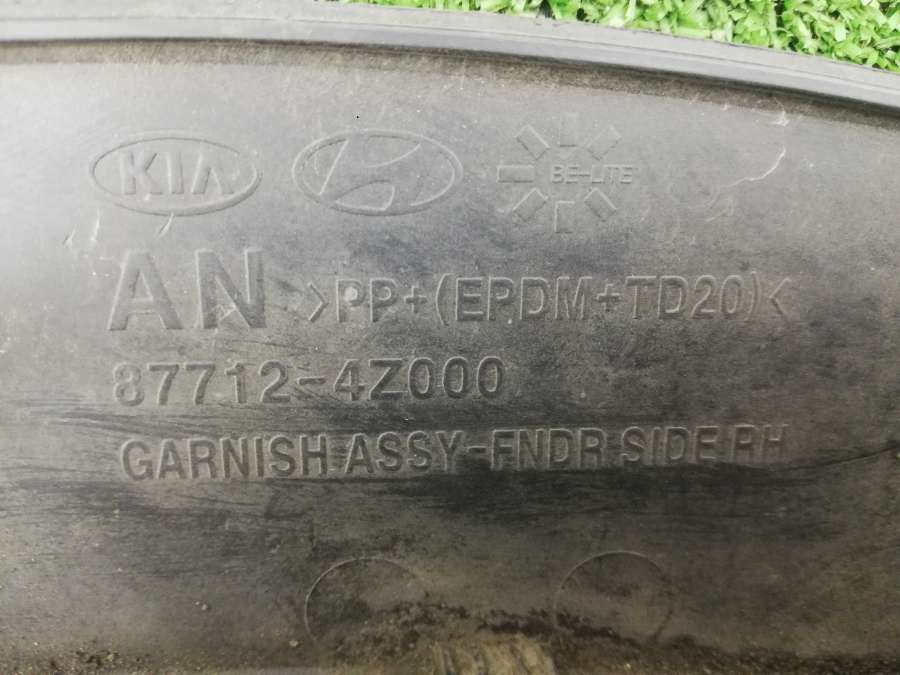 KIA BE-LITE
AN >PP+(EPDM+TD20)<
87712-4Z000
GARNISH ASSY-FNDR SIDE RH